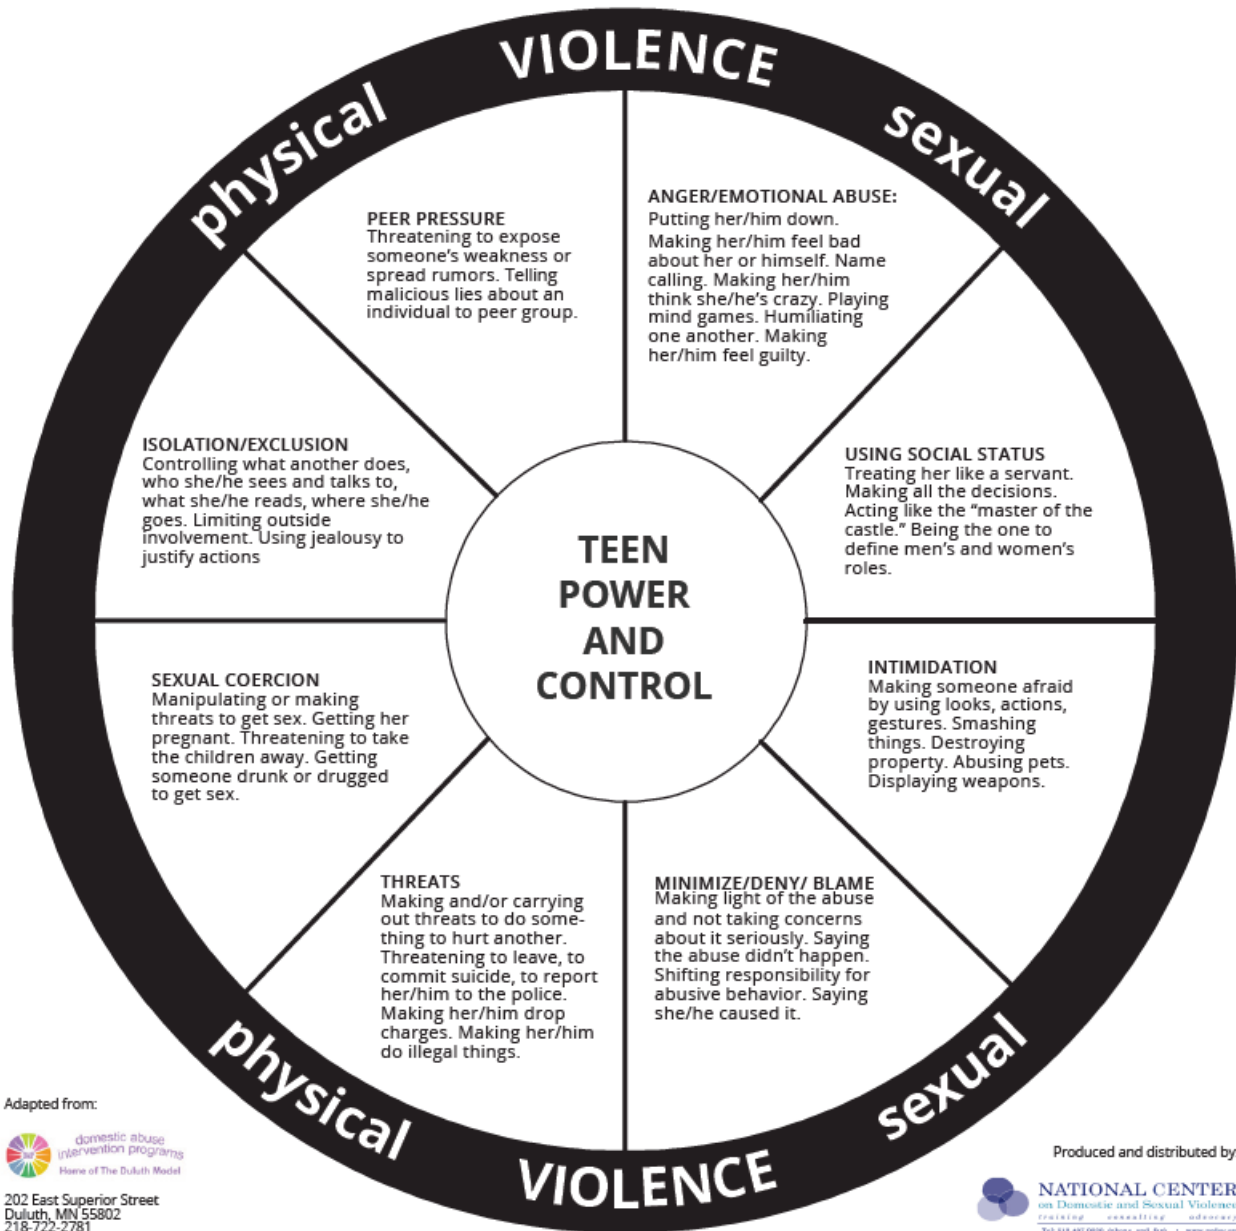 VIOLENCE
physical
sexual
PEER PRESSURE
Threatening to expose
someone's weakness or
spread rumors. Telling
malicious lies about an
individual to peer group.
ANGER/EMOTIONAL ABUSE:
Putting her/him down.
Making her/him feel bad
about her or himself. Name
calling. Making her/him
think she/he's crazy. Playing
mind games. Humiliating
one another. Making
her/him feel guilty.
ISOLATION/EXCLUSION
Controlling what another does,
who she/he sees and talks to,
what she/he reads, where she/he
goes. Limiting outside
involvement. Using jealousy to
justify actions
USING SOCIAL STATUS
Treating her like a servant.
Making all the decisions.
Acting like the “master of the
castle.” Being the one to
define men's and women's
roles.
TEEN
POWER
AND
CONTROL
SEXUAL COERCION
Manipulating or making
threats to get sex. Getting her
pregnant. Threatening to take
the children away. Getting
someone drunk or drugged
to get sex.
INTIMIDATION
Making someone afraid
by using looks, actions,
gestures. Smashing
things. Destroying
property. Abusing pets.
Displaying weapons.
THREATS
Making and/or carrying
out threats to do some-
thing to hurt another.
Threatening to leave, to
commit suicide, to report
her/him to the police.
Making her/him drop
charges. Making her/him
do illegal things.
MINIMIZE/DENY/ BLAME
Making light of the abuse
and not taking concerns
about it seriously. Saying
the abuse didn't happen.
Shifting responsibility for
abusive behavior. Saying
she/he caused it.
physical
sexual
VIOLENCE
Adapted from:
domestic abuse
intervention programs
Home of The Duluth Model
202 East Superior Street
Duluth, MN 55802
218-722-2781
Produced and distributed by:
NATIONAL CENTER
on Domestic and Sexual Violence
training consulting advocacy